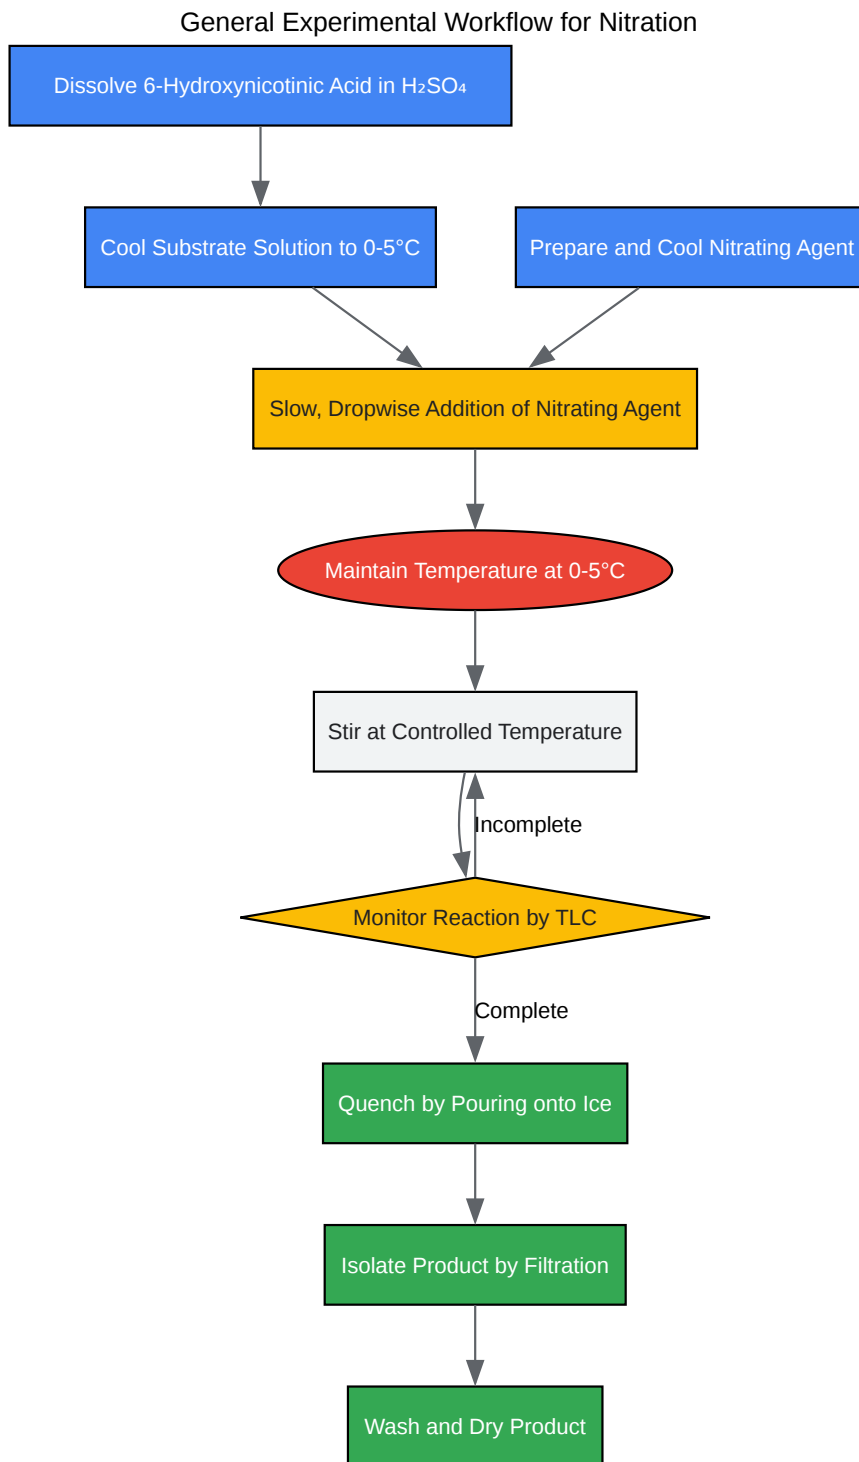 General Experimental Workflow for Nitration
Dissolve 6-Hydroxynicotinic Acid in H₂SO₄
Cool Substrate Solution to 0-5°C
Prepare and Cool Nitrating Agent
Slow, Dropwise Addition of Nitrating Agent
Maintain Temperature at 0-5°C
Stir at Controlled Temperature
Incomplete
Monitor Reaction by TLC
Complete
Quench by Pouring onto Ice
Isolate Product by Filtration
Wash and Dry Product